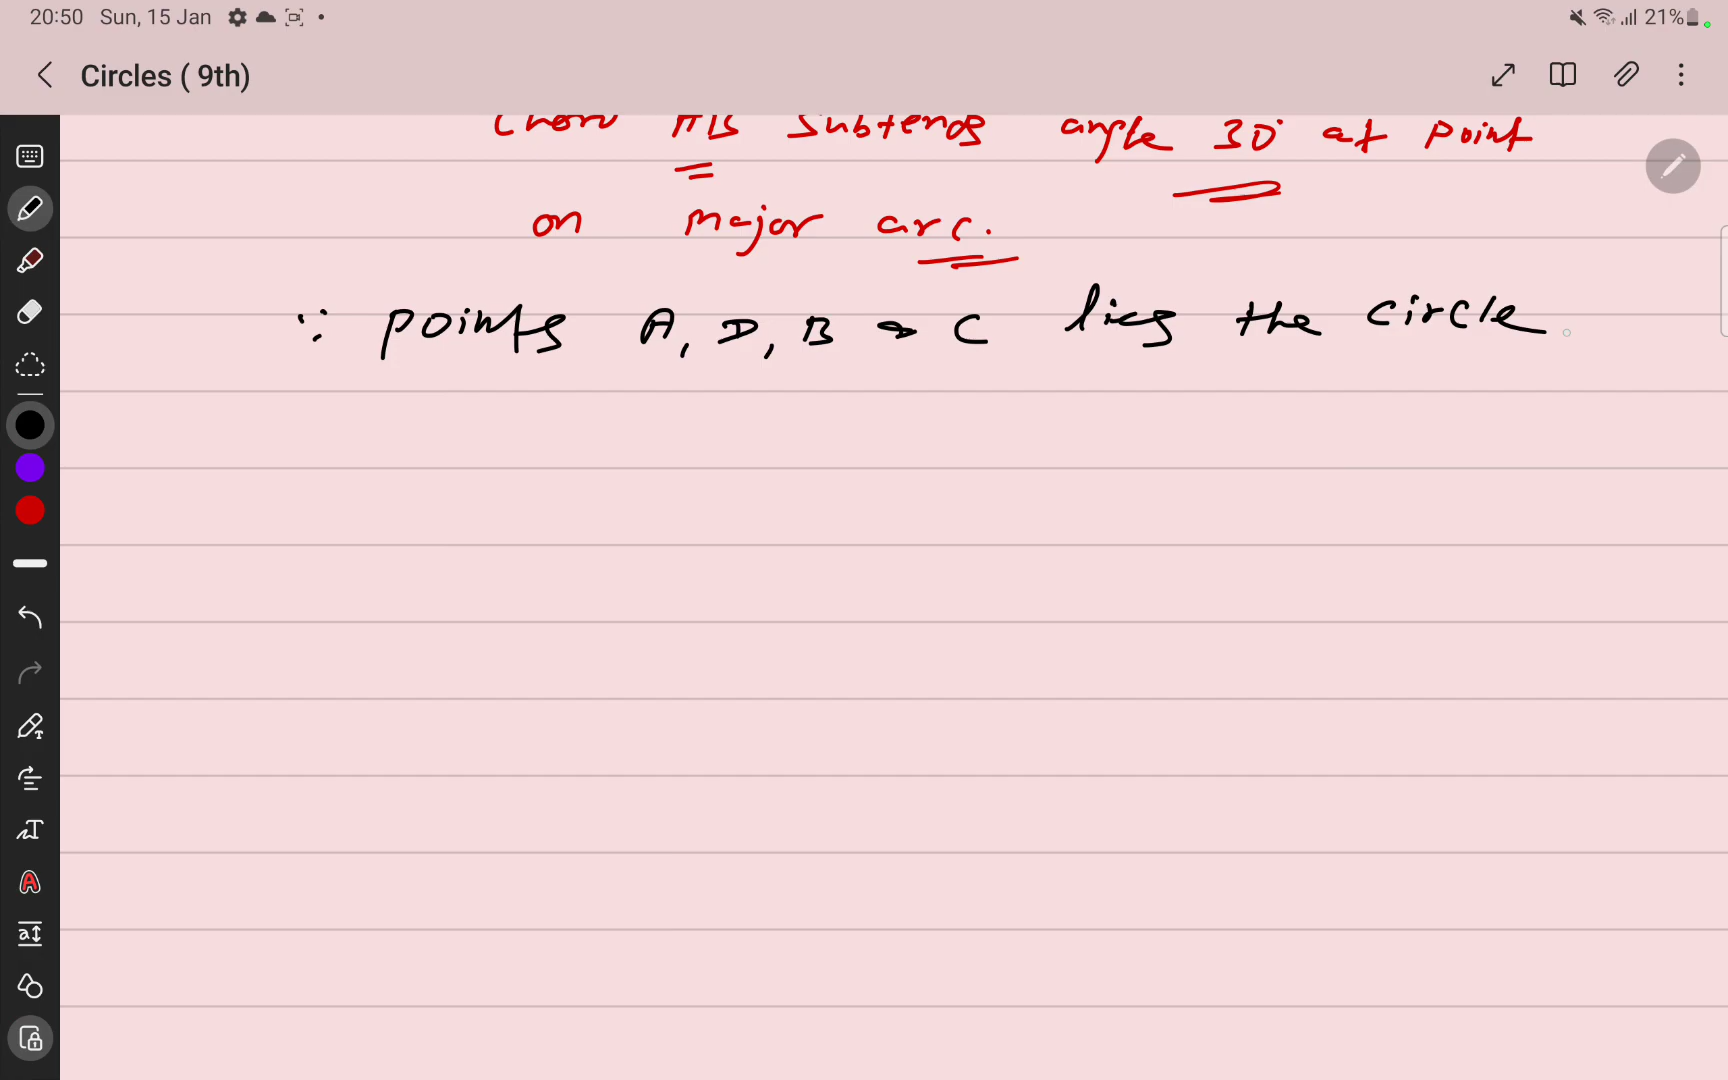 20:50 Sun, 15 Jan 21%
Circles ( 9th)
Chord AB subtends angle 30° at point
on major arc.
∵ points A, D, B & C lies the circle